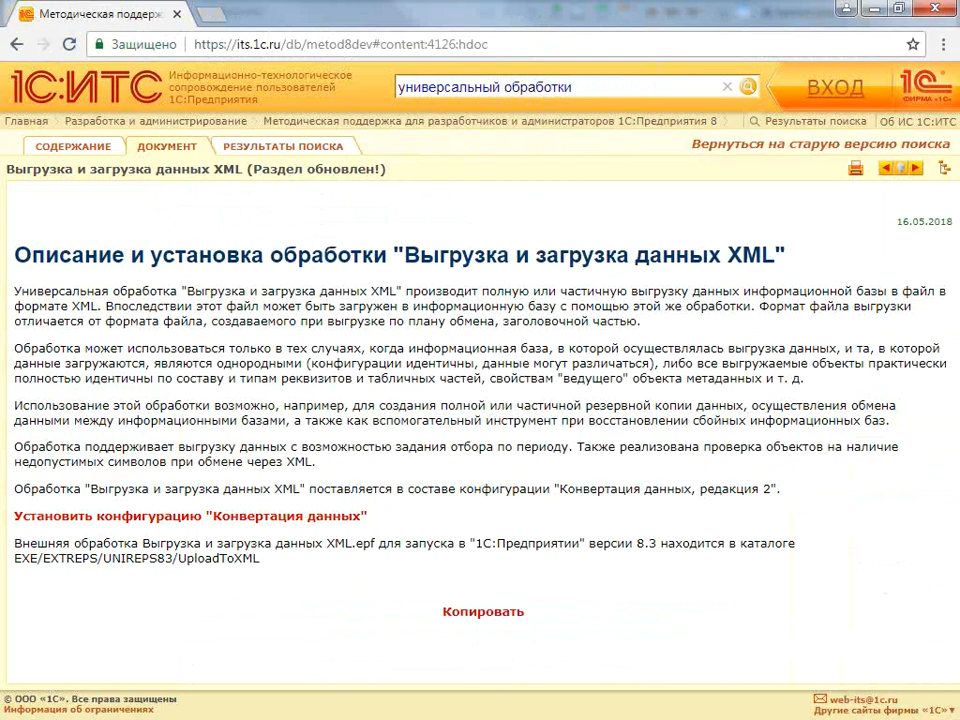 Методическая поддерж
Защищено
https://its.1c.ru/db/metod8dev#content:4126:hdoc
1С:ИТС
Информационно-технологическое
сопровождение пользователей
1С:Предприятия
универсальный обработки
ВХОД
1С
ФИРМА «1С»
Главная
Разработка и администрирование
Методическая поддержка для разработчиков и администраторов 1С:Предприятия 8
Результаты поиска
Об ИС 1С:ИТС
СОДЕРЖАНИЕ
ДОКУМЕНТ
РЕЗУЛЬТАТЫ ПОИСКА
Вернуться на старую версию поиска
Выгрузка и загрузка данных XML (Раздел обновлен!)
16.05.2018
Описание и установка обработки "Выгрузка и загрузка данных XML"
Универсальная обработка "Выгрузка и загрузка данных XML" производит полную или частичную выгрузку данных информационной базы в файл в
формате XML. Впоследствии этот файл может быть загружен в информационную базу с помощью этой же обработки. Формат файла выгрузки
отличается от формата файла, создаваемого при выгрузке по плану обмена, заголовочной частью.
Обработка может использоваться только в тех случаях, когда информационная база, в которой осуществлялась выгрузка данных, и та, в которой
данные загружаются, являются однородными (конфигурации идентичны, данные могут различаться), либо все выгружаемые объекты практически
полностью идентичны по составу и типам реквизитов и табличных частей, свойствам "ведущего" объекта метаданных и т. д.
Использование этой обработки возможно, например, для создания полной или частичной резервной копии данных, осуществления обмена
данными между информационными базами, а также как вспомогательный инструмент при восстановлении сбойных информационных баз.
Обработка поддерживает выгрузку данных с возможностью задания отбора по периоду. Также реализована проверка объектов на наличие
недопустимых символов при обмене через XML.
Обработка "Выгрузка и загрузка данных XML" поставляется в составе конфигурации "Конвертация данных, редакция 2".
Установить конфигурацию "Конвертация данных"
Внешняя обработка Выгрузка и загрузка данных XML.epf для запуска в "1С:Предприятии" версии 8.3 находится в каталоге
EXE/EXTREPS/UNIREPS83/UploadToXML
Копировать
© ООО «1С». Все права защищены
Информация об ограничениях
web-its@1c.ru
Другие сайты фирмы «1С»